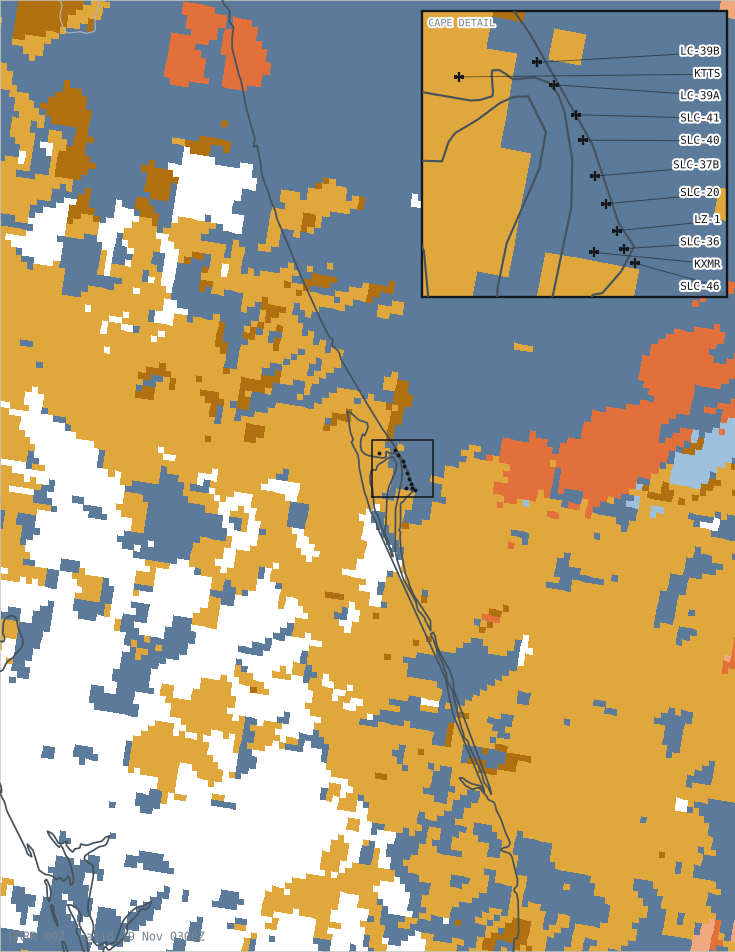 CAPE DETAIL
LC-39B
KTTS
LC-39A
SLC-41
SLC-40
SLC-37B
SLC-20
LZ-1
SLC-36
KXMR
SLC-46
Nov